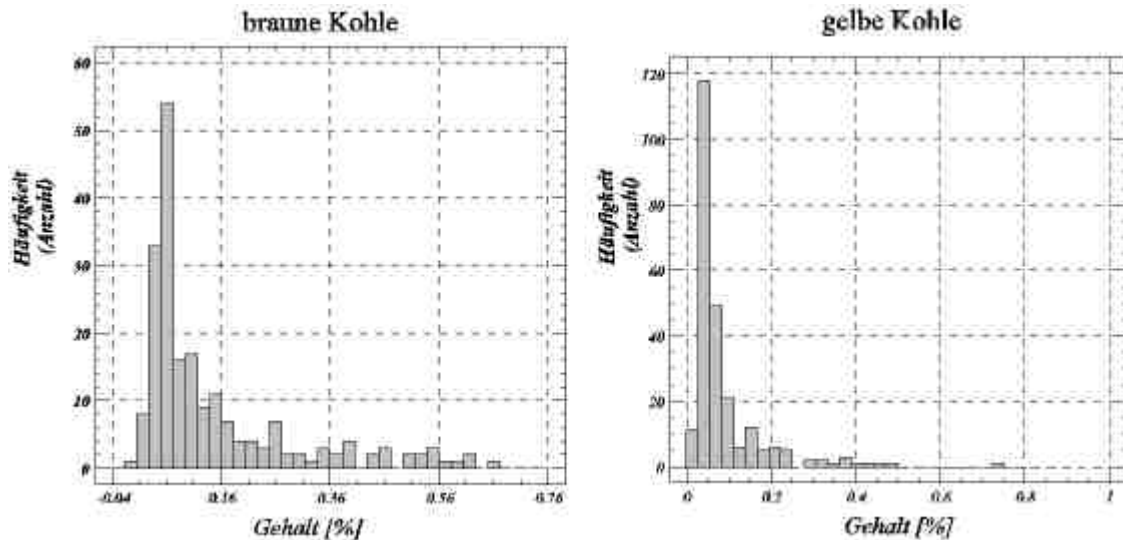 braune Kohle
60
50
40
30
20
10
0
-0.04 0.16 0.36 0.56 0.76
Häufigkeit
(Anzahl)
Gehalt [%]
gelbe Kohle
120
100
80
60
40
20
0
0 0.2 0.4 0.6 0.8 1
Häufigkeit
(Anzahl)
Gehalt [%]